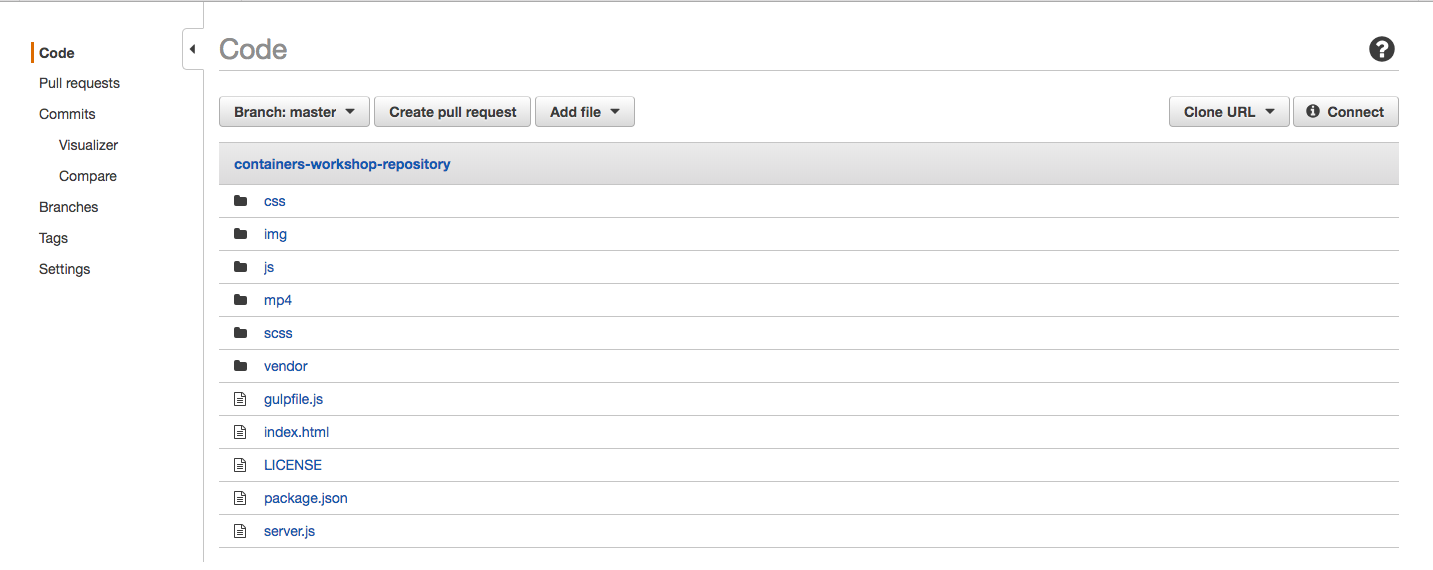 Code
Pull requests
Commits
Visualizer
Compare
Branches
Tags
Settings
Code
?
Branch: master Create pull request Add file Clone URL Connect
containers-workshop-repository
css
img
js
mp4
scss
vendor
gulpfile.js
index.html
LICENSE
package.json
server.js